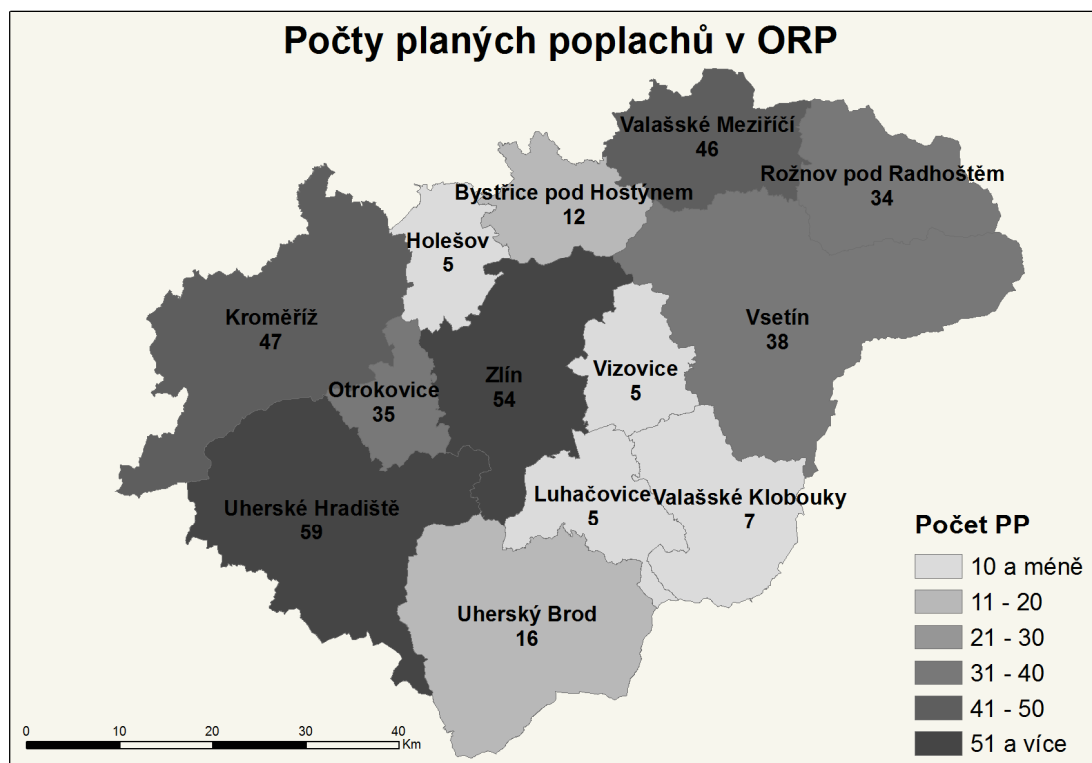 Počty planých poplachů v ORP
Valašské Meziříčí
46
Rožnov pod Radhoštěm
34
Bystřice pod Hostýnem
12
Holešov
5
Kroměříž
47
Vsetín
38
Otrokovice
35
Zlín
54
Vizovice
5
Uherské Hradiště
59
Luhačovice
5
Valašské Klobouky
7
Uherský Brod
16
Počet PP
10 a méně
11 - 20
21 - 30
31 - 40
41 - 50
51 a více
0 10 20 30 40
Km